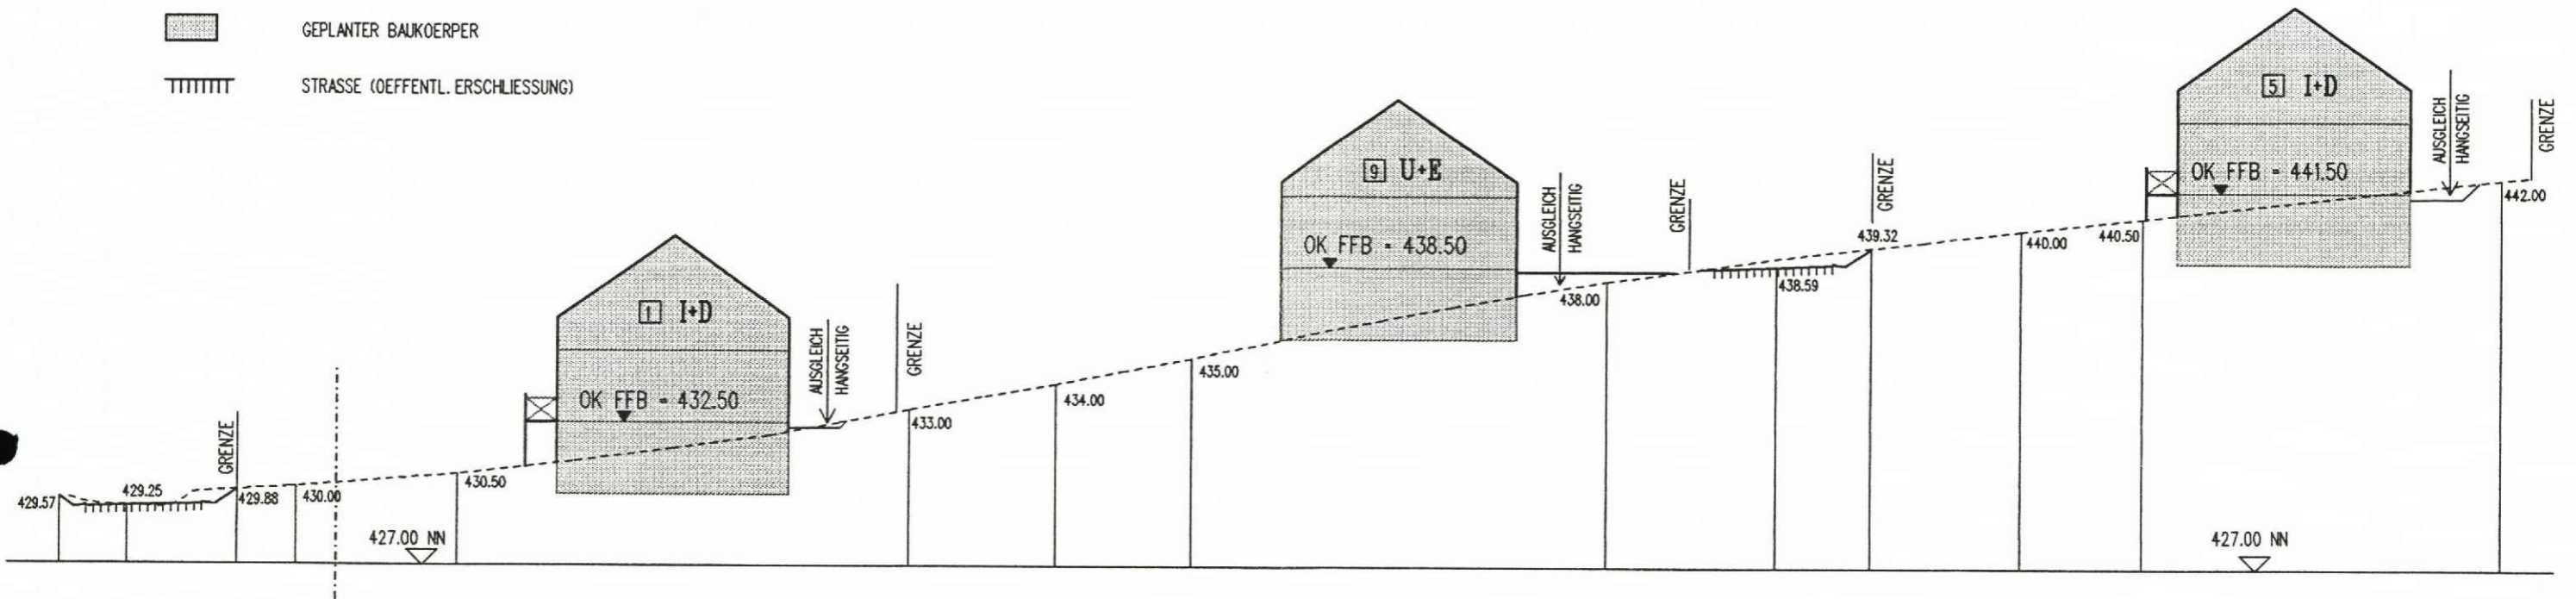 GEPLANTER BAUKOERPER
STRASSE (OEFFENTL. ERSCHLIESSUNG)
429.57
429.25
GRENZE
429.88
430.00
427.00 NN
430.50
1 I+D
OK FFB = 432.50
AUSGLEICH
HANGSEITIG
GRENZE
433.00
434.00
435.00
9 U+E
OK FFB = 438.50
AUSGLEICH
HANGSEITIG
438.00
GRENZE
438.59
439.32
GRENZE
440.00
440.50
5 I+D
OK FFB = 441.50
427.00 NN
AUSGLEICH
HANGSEITIG
GRENZE
442.00